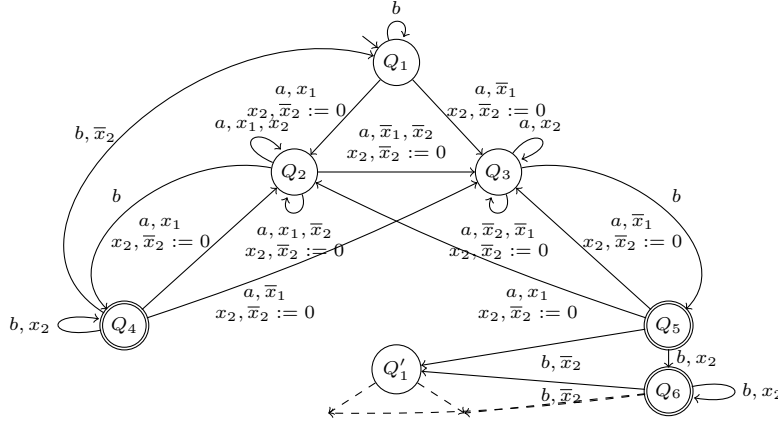 b
Q₁
a, x₁
x₂, x̄₂ := 0
a, x̄₁
x₂, x̄₂ := 0
b, x̄₂
a, x₁, x₂
a, x̄₁, x̄₂
x₂, x̄₂ := 0
a, x₂
Q₂
Q₃
b
b
a, x₁
x₂, x̄₂ := 0
a, x₁, x̄₂
x₂, x̄₂ := 0
a, x̄₂, x̄₁
x₂, x̄₂ := 0
a, x̄₁
x₂, x̄₂ := 0
a, x̄₁
x₂, x̄₂ := 0
a, x₁
x₂, x̄₂ := 0
b, x₂
Q₄
Q₅
b, x₂
b, x̄₂
Q′₁
Q₆
b, x₂
b, x̄₂